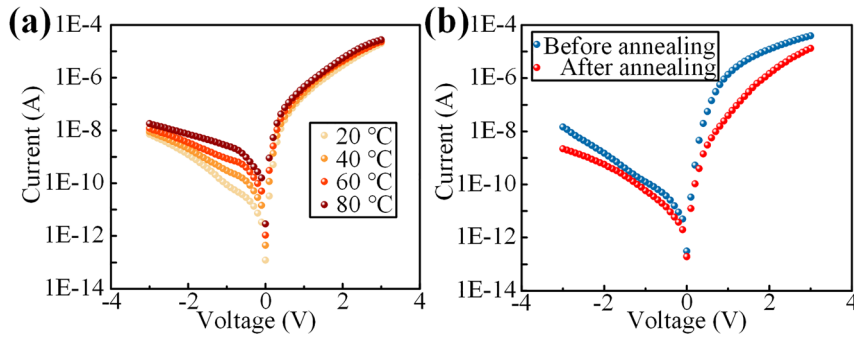 (a)
1E-4
1E-6
1E-8
1E-10
1E-12
1E-14
Current (A)
20 °C
40 °C
60 °C
80 °C
-4
-2
0
2
4
Voltage (V)
(b)
1E-4
1E-6
1E-8
1E-10
1E-12
1E-14
Current (A)
Before annealing
After annealing
-4
-2
0
2
4
Voltage (V)